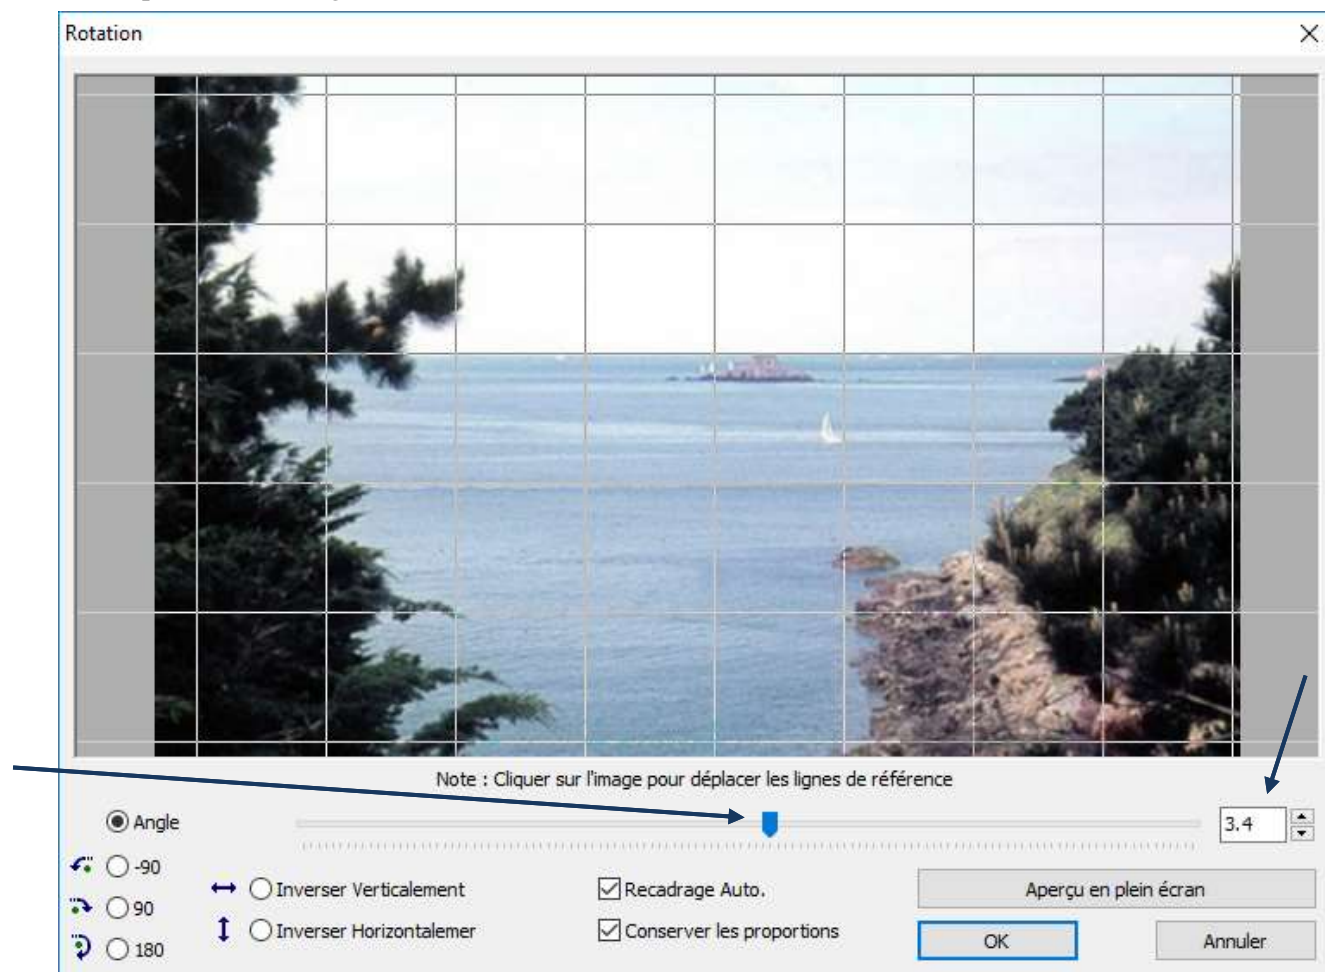 Rotation
Note : Cliquer sur l'image pour déplacer les lignes de référence
Angle
3.4
-90
Inverser Verticalement
Recadrage Auto.
Aperçu en plein écran
90
Inverser Horizontalemer
Conserver les proportions
OK
Annuler
180